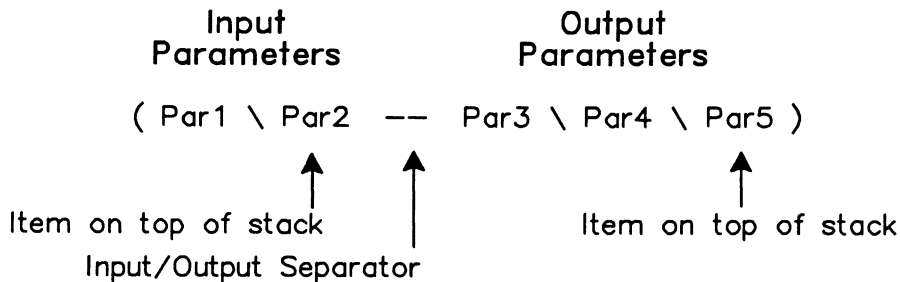 Input Output
Parameters Parameters
( Par1 \ Par2 -- Par3 \ Par4 \ Par5 )
Item on top of stack Item on top of stack
Input/Output Separator